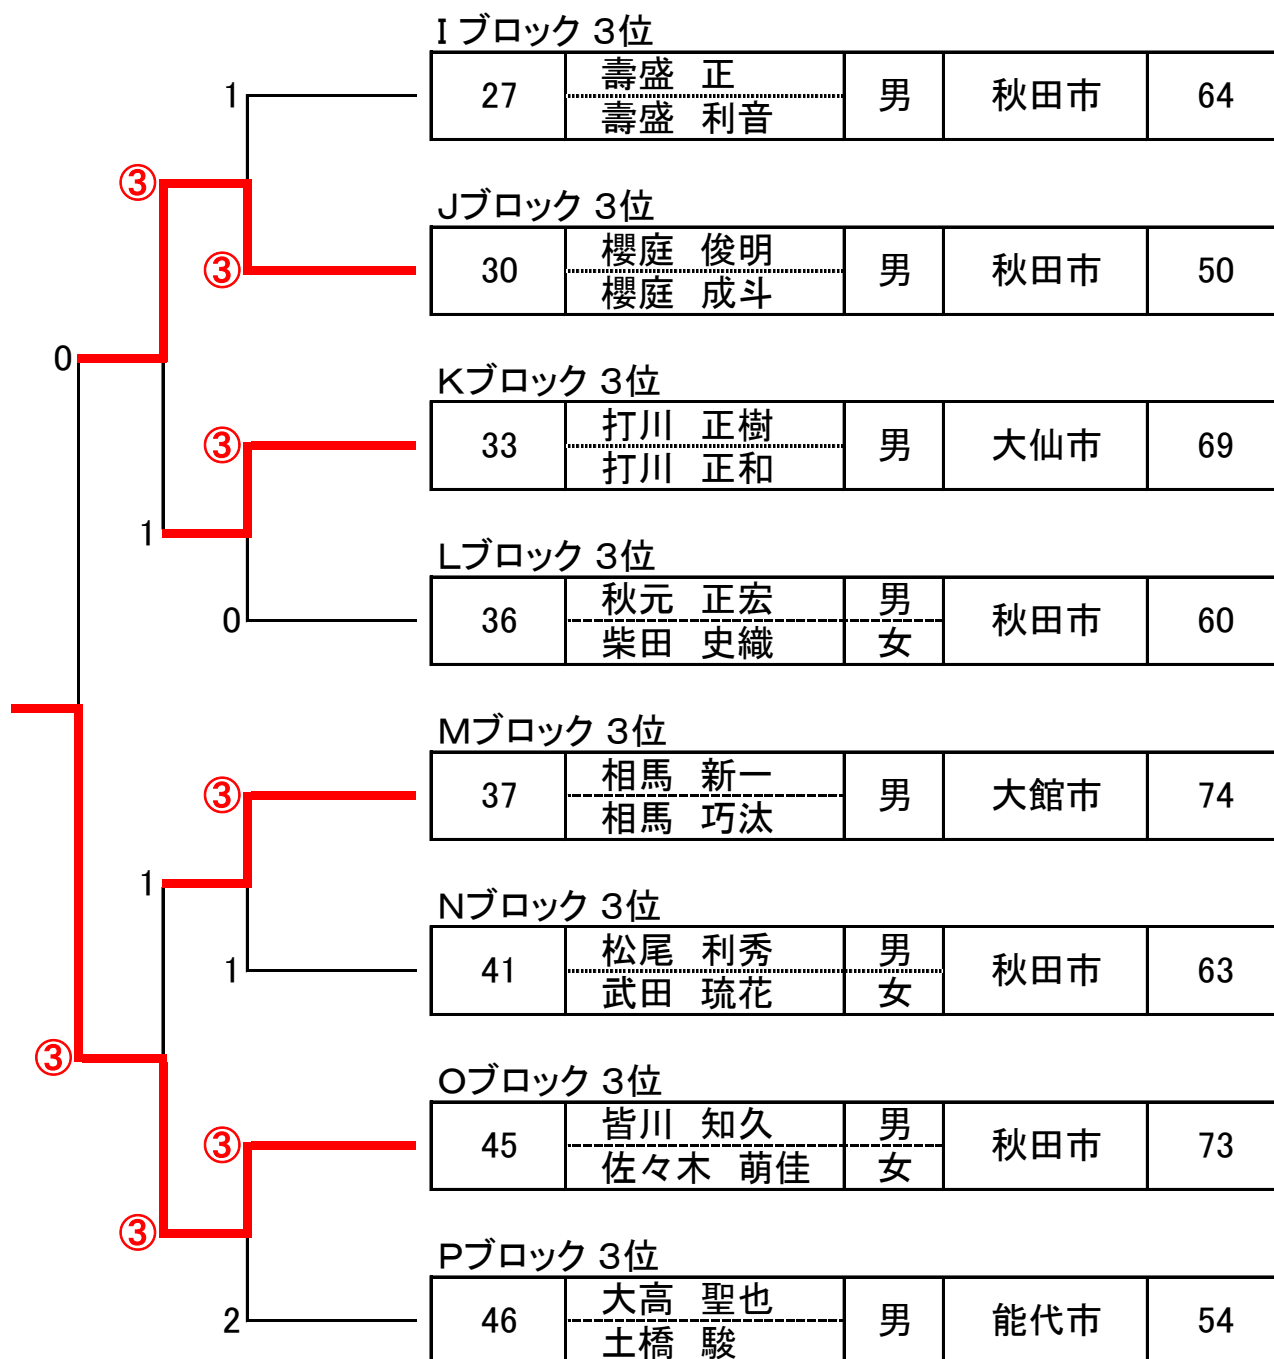 Iブロック 3位
27 壽盛 正 男 秋田市 64
壽盛 利音
1
③
Jブロック 3位
30 櫻庭 俊明 男 秋田市 50
櫻庭 成斗
③
0
Kブロック 3位
33 打川 正樹 男 大仙市 69
打川 正和
③
1
Lブロック 3位
36 秋元 正宏 男 秋田市 60
柴田 史織 女
0
Mブロック 3位
37 相馬 新一 男 大館市 74
相馬 巧汰
③
1
Nブロック 3位
41 松尾 利秀 男 秋田市 63
武田 琉花 女
1
③
Oブロック 3位
45 皆川 知久 男 秋田市 73
佐々木 萌佳 女
③
③
Pブロック 3位
46 大高 聖也 男 能代市 54
土橋 駿
2